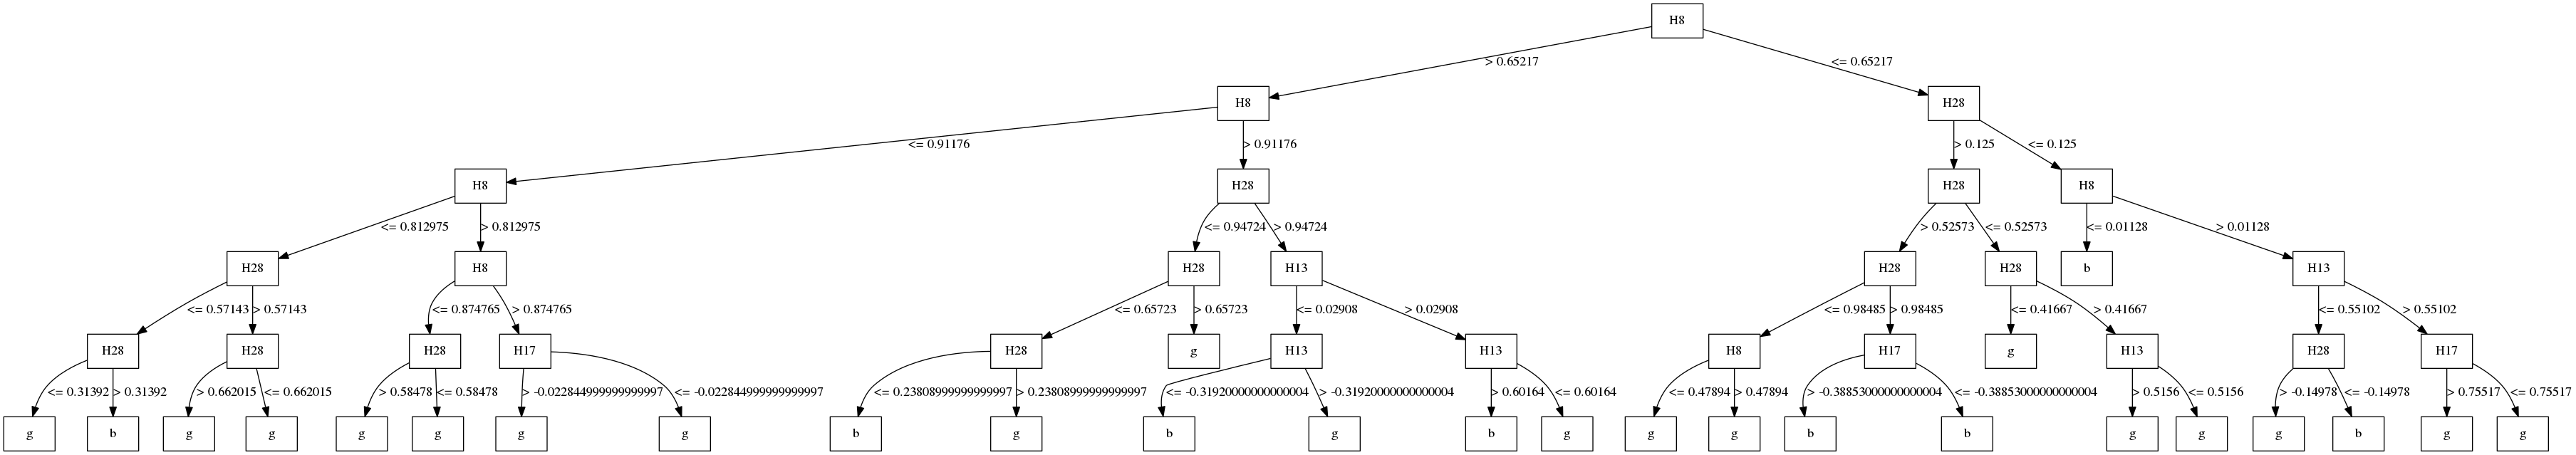 H8
> 0.65217
<= 0.65217
H8
H28
<= 0.91176
> 0.91176
> 0.125
<= 0.125
H8
H28
H28
H8
<= 0.812975
> 0.812975
<= 0.94724
> 0.94724
> 0.52573
<= 0.52573
<= 0.01128
> 0.01128
H28
H8
H28
H13
H28
H28
b
H13
<= 0.57143
> 0.57143
<= 0.874765
> 0.874765
<= 0.65723
> 0.65723
<= 0.02908
> 0.02908
<= 0.98485
> 0.98485
<= 0.41667
> 0.41667
<= 0.55102
> 0.55102
H28
H28
H28
H17
H28
g
H13
H13
H8
H17
g
H13
H28
H17
<= 0.31392
> 0.31392
> 0.662015
<= 0.662015
> 0.58478
<= 0.58478
> -0.022844999999999997
<= -0.022844999999999997
<= 0.23808999999999997
> 0.23808999999999997
<= -0.31920000000000004
> -0.31920000000000004
> 0.60164
<= 0.60164
<= 0.47894
> 0.47894
> -0.38853000000000004
<= -0.38853000000000004
> 0.5156
<= 0.5156
> -0.14978
<= -0.14978
> 0.75517
<= 0.75517
g
b
g
g
g
g
g
g
b
g
b
g
b
g
g
g
b
b
g
g
g
b
g
g